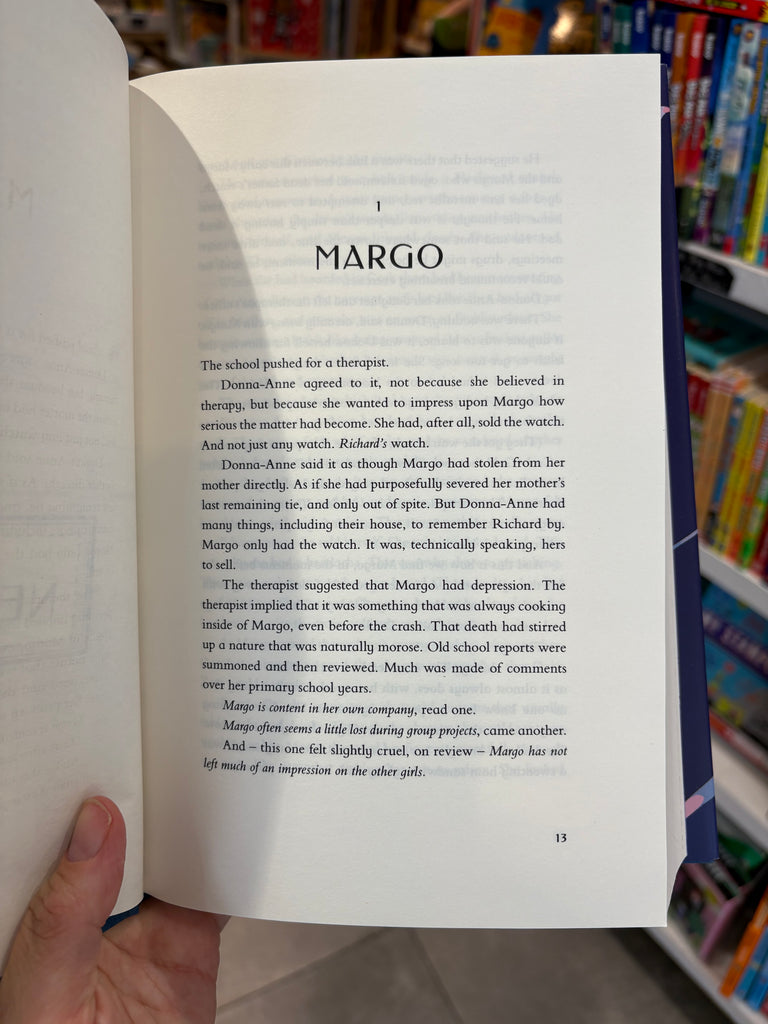 1
MARGO
The school pushed for a therapist.
Donna-Anne agreed to it, not because she believed in
therapy, but because she wanted to impress upon Margo how
serious the matter had become. She had, after all, sold the watch.
And not just any watch. Richard's watch.
Donna-Anne said it as though Margo had stolen from her
mother directly. As if she had purposefully severed her mother's
last remaining tie, and only out of spite. But Donna-Anne had
many things, including their house, to remember Richard by.
Margo only had the watch. It was, technically speaking, hers
to sell.
The therapist suggested that Margo had depression. The
therapist implied that it was something that was always cooking
inside of Margo, even before the crash. That death had stirred
up a nature that was naturally morose. Old school reports were
summoned and then reviewed. Much was made of comments
over her primary school years.
Margo is content in her own company, read one.
Margo often seems a little lost during group projects, came another.
And – this one felt slightly cruel, on review – Margo has not
left much of an impression on the other girls.
13